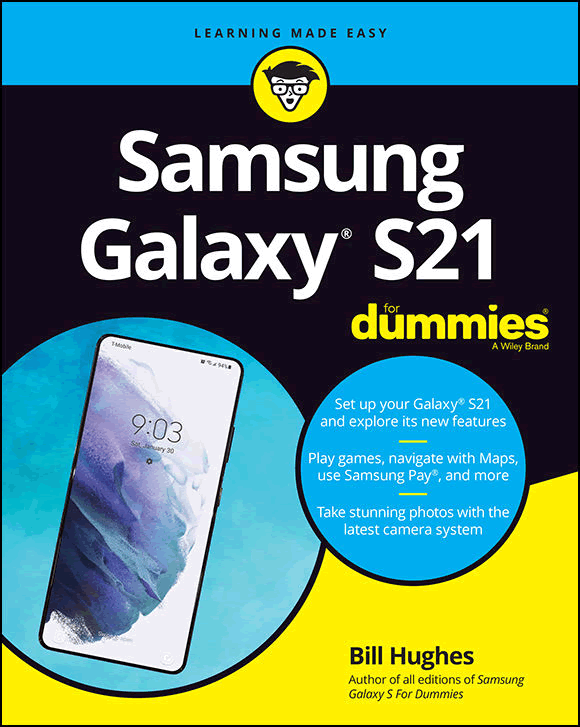 LEARNING MADE EASY
Samsung
Galaxy® S21
for
dummies®
A Wiley Brand
T-Mobile
94%
9:03
Sat, January 30
Set up your Galaxy® S21
and explore its new features
Play games, navigate with Maps,
use Samsung Pay®, and more
Take stunning photos with the
latest camera system
Bill Hughes
Author of all editions of Samsung
Galaxy S For Dummies